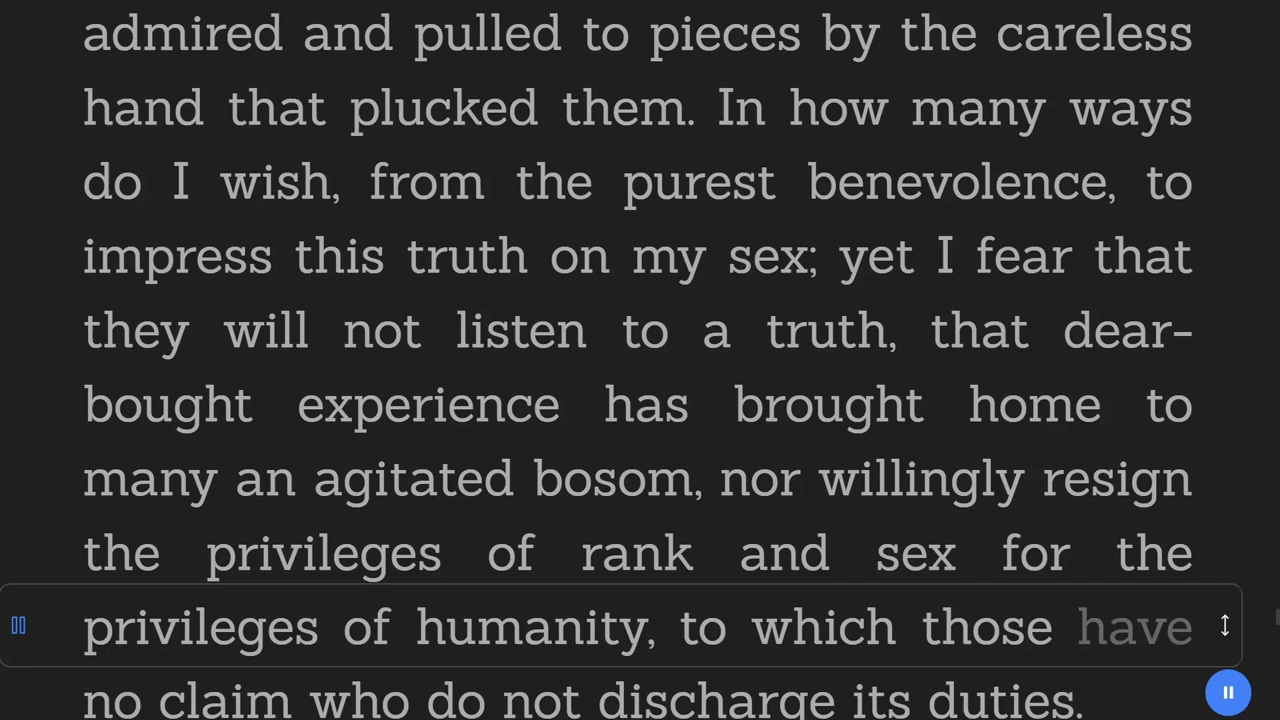 admired and pulled to pieces by the careless
hand that plucked them. In how many ways
do I wish, from the purest benevolence, to
impress this truth on my sex; yet I fear that
they will not listen to a truth, that dear-
bought experience has brought home to
many an agitated bosom, nor willingly resign
the privileges of rank and sex for the
privileges of humanity, to which those have
no claim who do not discharge its duties.